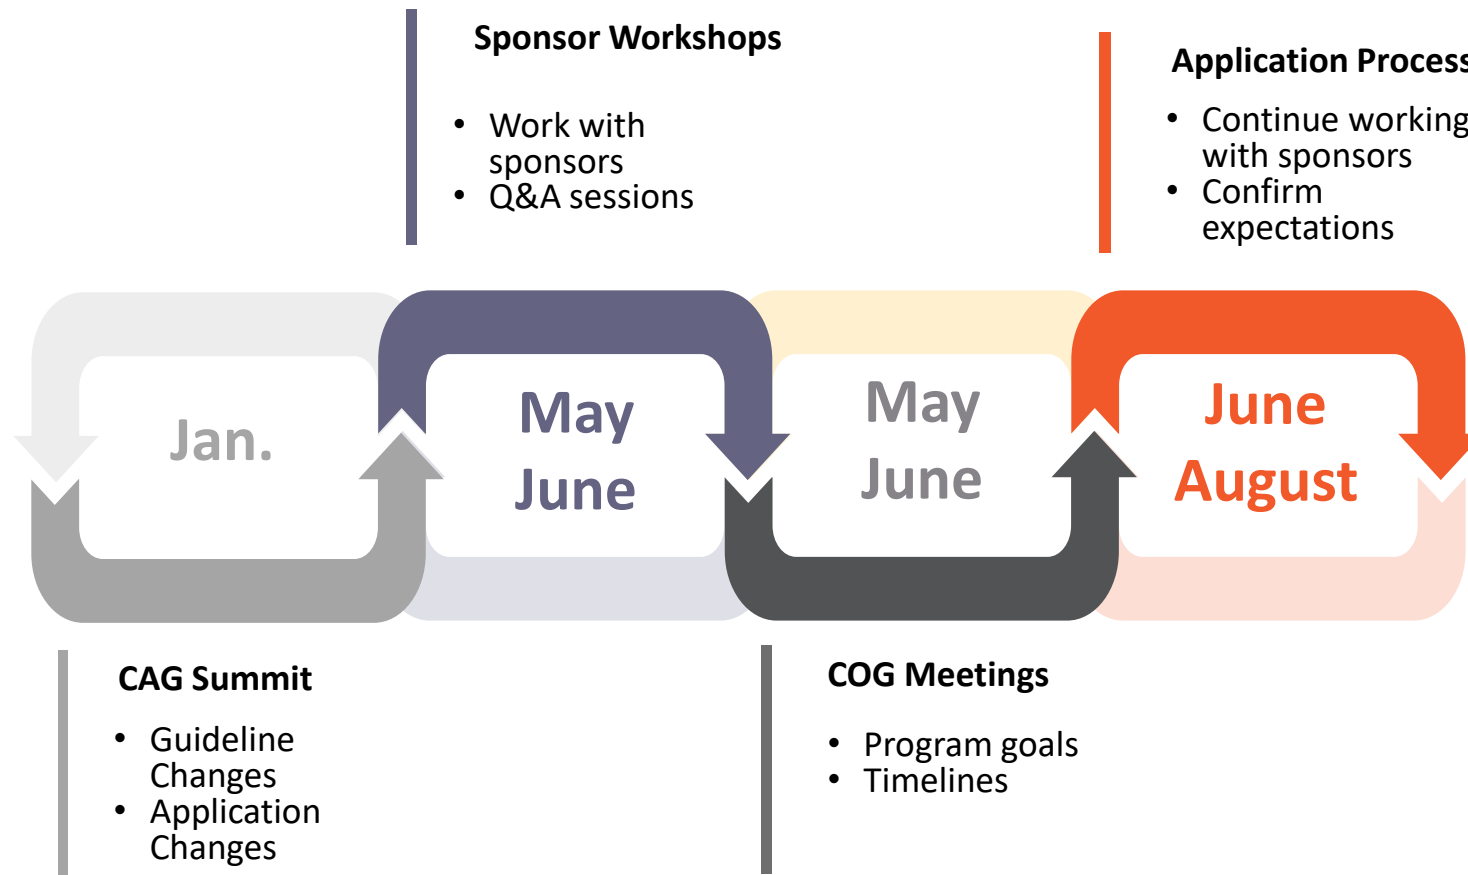 Sponsor Workshops
• Work with
sponsors
• Q&A sessions
Application Process
• Continue working
with sponsors
• Confirm
expectations
Jan.
May
June
May
June
June
August
CAG Summit
• Guideline
Changes
• Application
Changes
COG Meetings
• Program goals
• Timelines